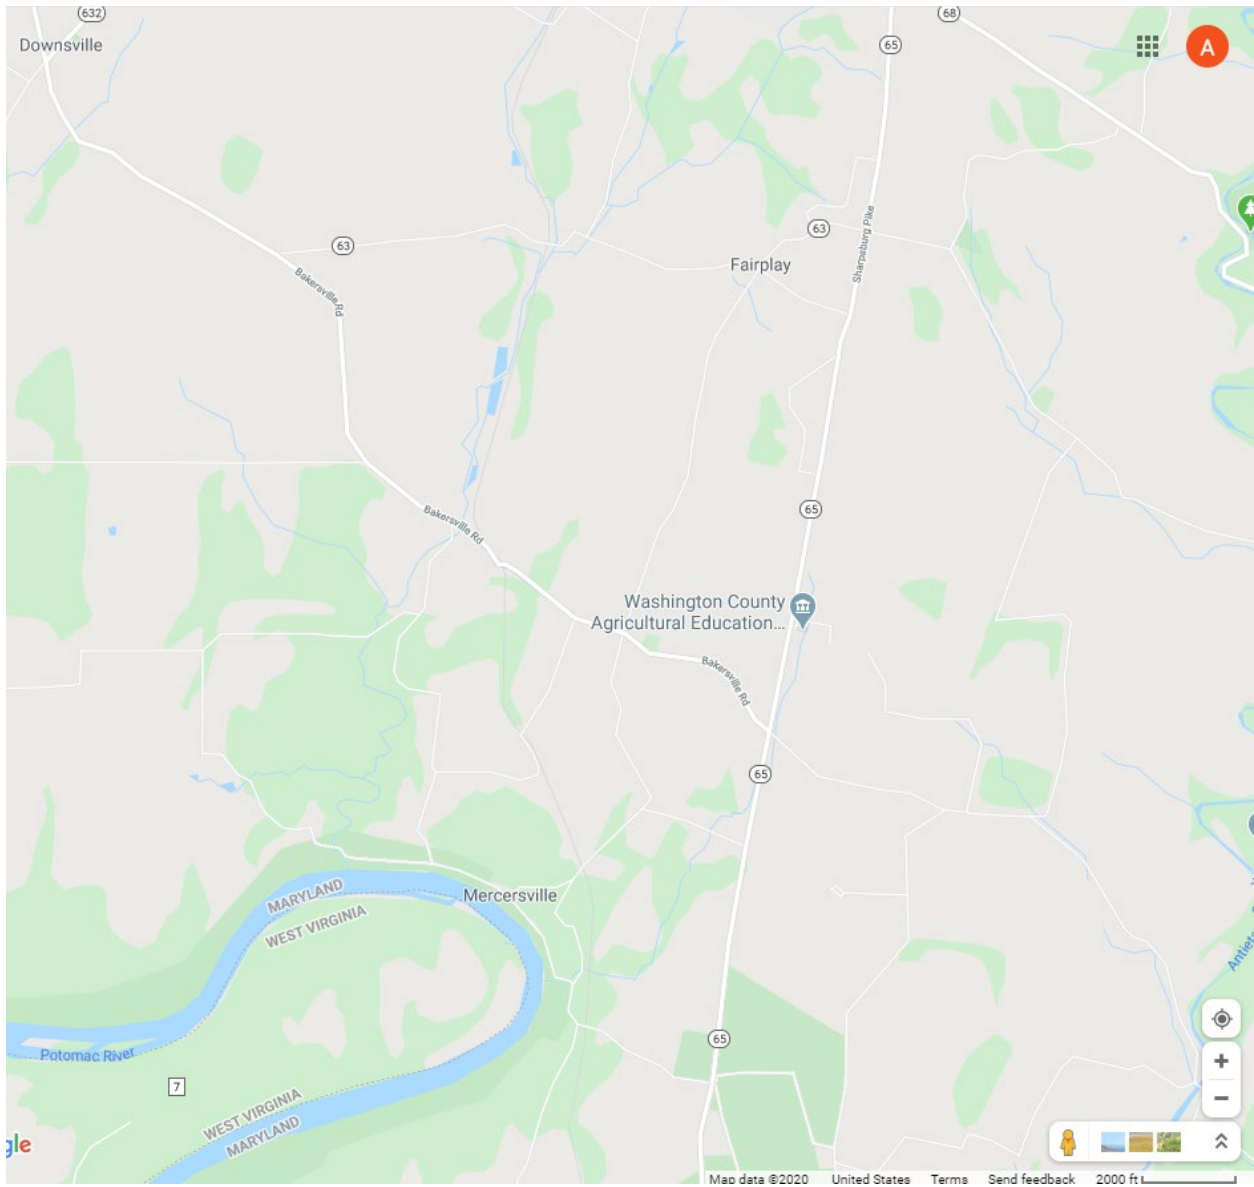 632
68
Downsville
65
A
63
63
Sharpsburg Pike
Fairplay
Bakersville Rd
65
Bakersville Rd
Washington County
Agricultural Education...
Bakersville Rd
65
MARYLAND
Mercersville
WEST VIRGINIA
Antieta
65
Potomac River
7
WEST VIRGINIA
MARYLAND
gle
Map data ©2020 United States Terms Send feedback 2000 ft